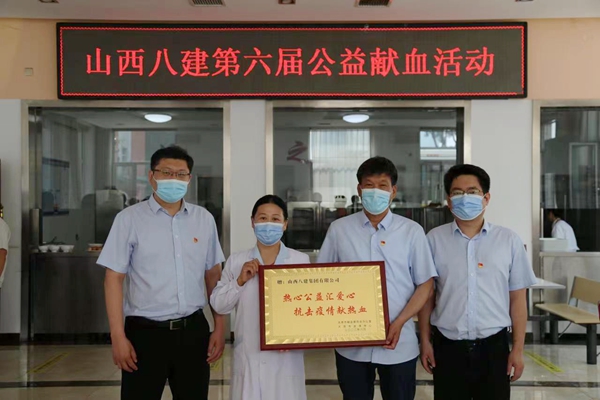 山西八建第六届公益献血活动
赠：山西八建集团有限公司
热心公益汇爱心
抗击疫情献热血